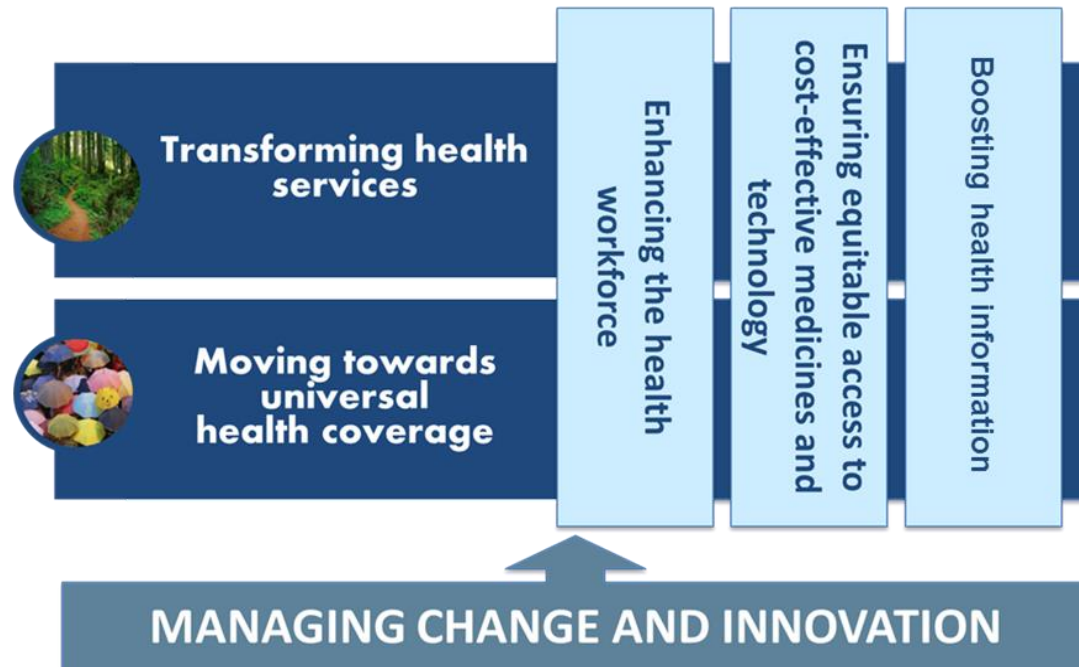 Transforming health
services
Moving towards
universal
health coverage
Enhancing the health
workforce
Ensuring equitable access to
cost-effective medicines and
technology
Boosting health information
MANAGING CHANGE AND INNOVATION